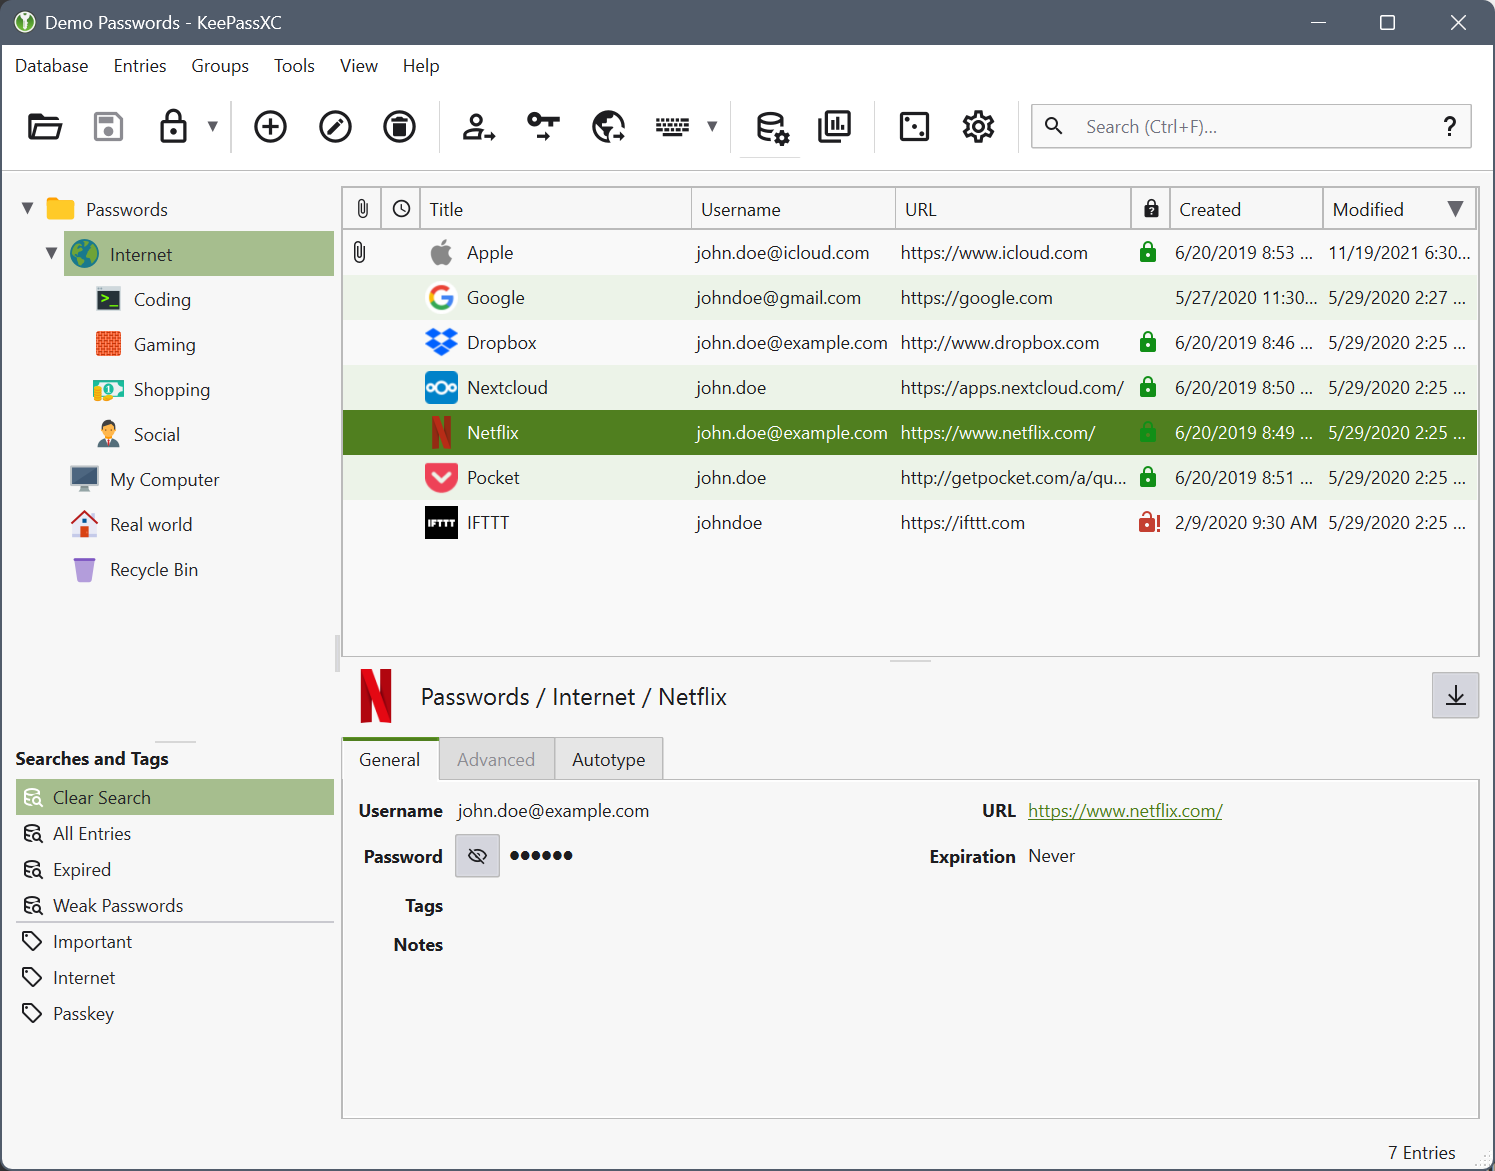 Demo Passwords - KeePassXC
Database Entries Groups Tools View Help
Search (Ctrl+F)... ?
Passwords
Internet
Coding
Gaming
Shopping
Social
My Computer
Real world
Recycle Bin
Searches and Tags
Clear Search
All Entries
Expired
Weak Passwords
Important
Internet
Passkey
Title Username URL Created Modified
Apple john.doe@icloud.com https://www.icloud.com 6/20/2019 8:53 ... 11/19/2021 6:30...
Google johndoe@gmail.com https://google.com 5/27/2020 11:30... 5/29/2020 2:27 ...
Dropbox john.doe@example.com http://www.dropbox.com 6/20/2019 8:46 ... 5/29/2020 2:25 ...
Nextcloud john.doe https://apps.nextcloud.com/ 6/20/2019 8:50 ... 5/29/2020 2:25 ...
Netflix john.doe@example.com https://www.netflix.com/ 6/20/2019 8:49 ... 5/29/2020 2:25 ...
Pocket john.doe http://getpocket.com/a/qu... 6/20/2019 8:51 ... 5/29/2020 2:25 ...
IFTTT IFTTT johndoe https://ifttt.com 2/9/2020 9:30 AM 5/29/2020 2:25 ...
Passwords / Internet / Netflix
General Advanced Autotype
Username john.doe@example.com URL https://www.netflix.com/
Password ●●●●●● Expiration Never
Tags
Notes
7 Entries